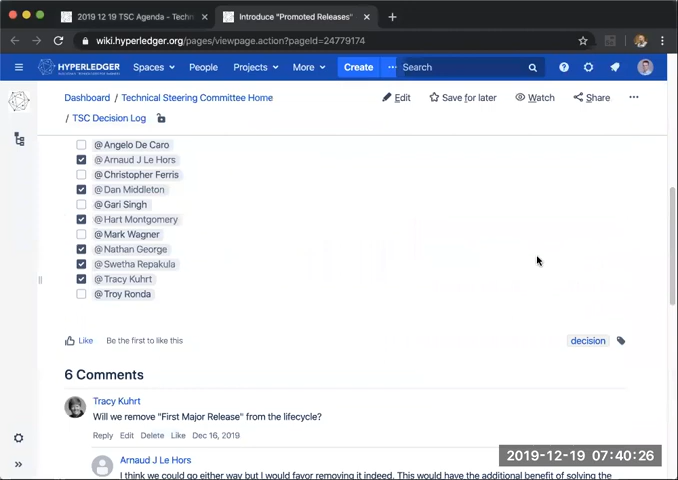 2019 12 19 TSC Agenda - Techn
Introduce "Promoted Releases"
wiki.hyperledger.org/pages/viewpage.action?pageId=24779174
HYPERLEDGER Spaces People Projects More Create Search
Dashboard / Technical Steering Committee Home
Edit Save for later Watch Share
/ TSC Decision Log
@Angelo De Caro
@Arnaud J Le Hors
@Christopher Ferris
@Dan Middleton
@Gari Singh
@Hart Montgomery
@Mark Wagner
@Nathan George
@Swetha Repakula
@Tracy Kuhrt
@Troy Ronda
Like Be the first to like this
decision
6 Comments
Tracy Kuhrt
Will we remove "First Major Release" from the lifecycle?
Reply Edit Delete Like Dec 16, 2019
2019-12-19 07:40:26
Arnaud J Le Hors
I think we could go either way but I would favor removing it indeed. This would have the additional benefit of solving the